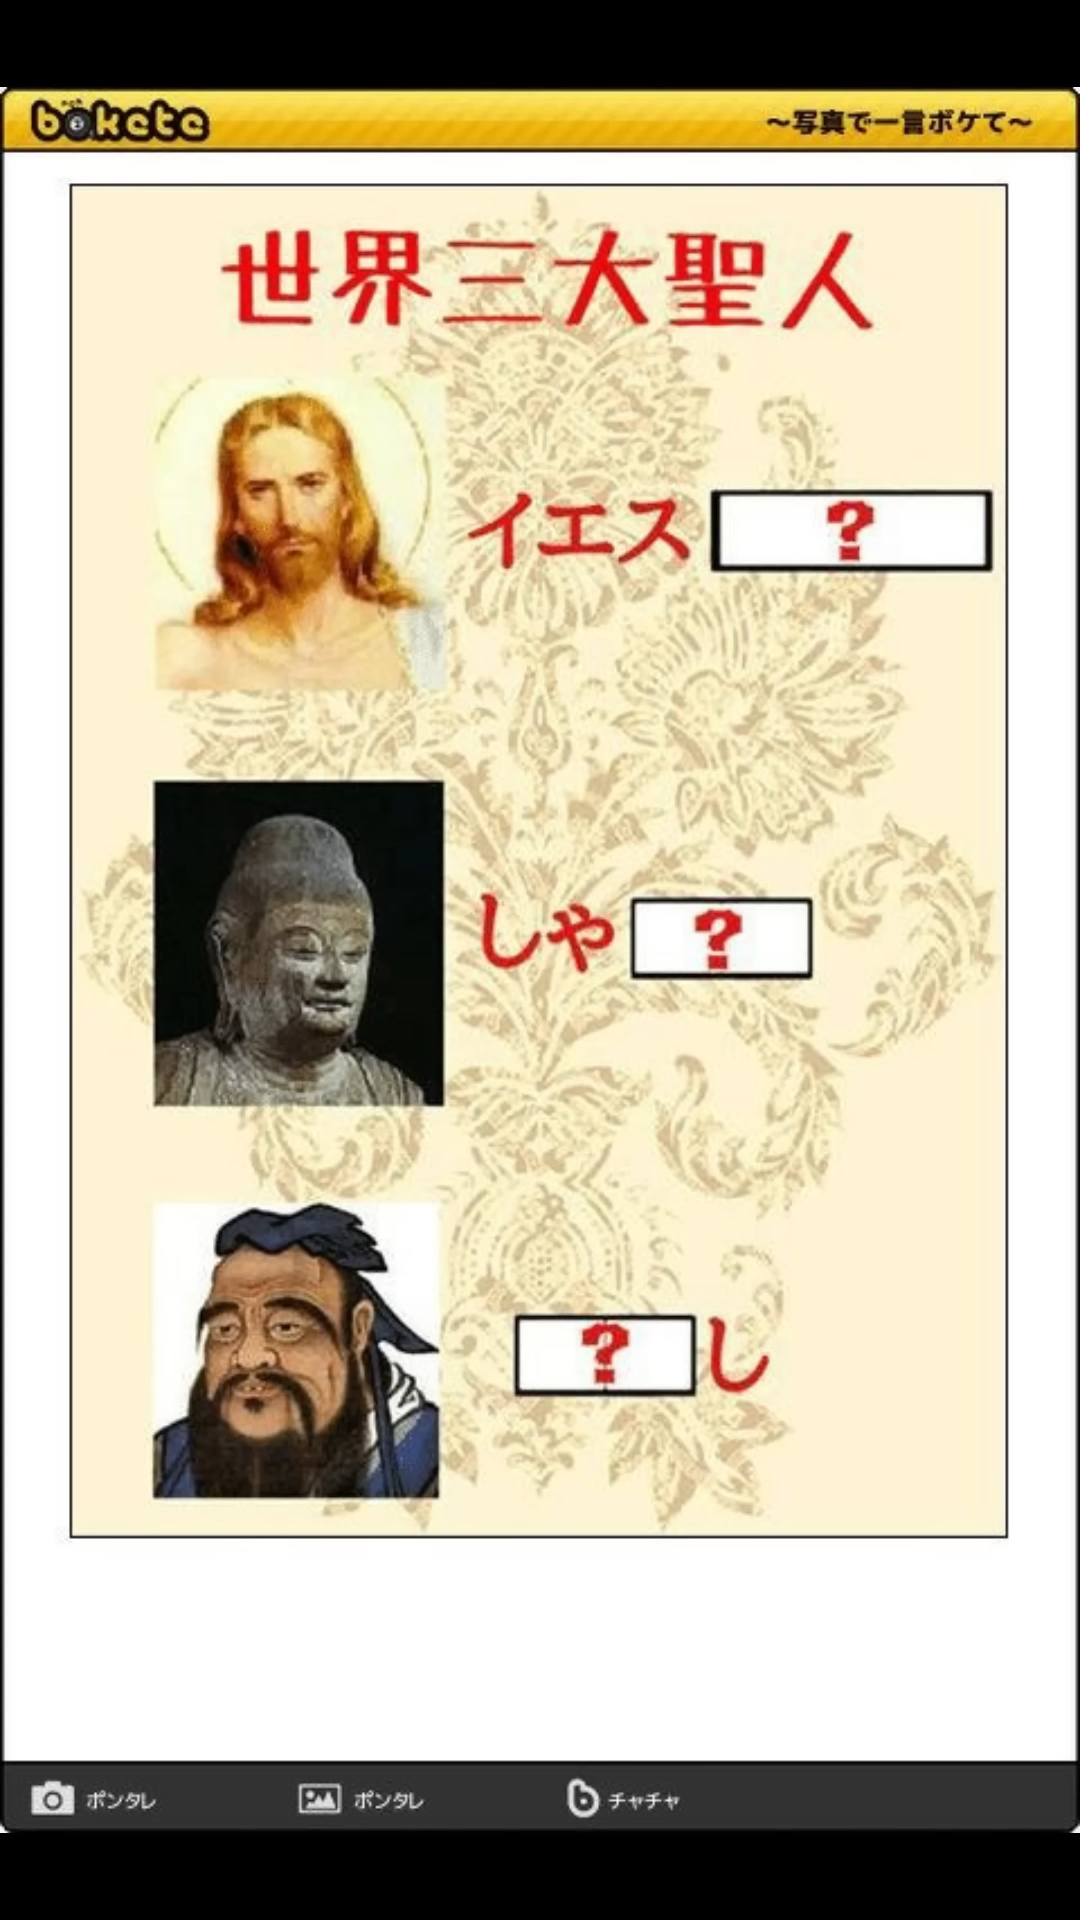 bokete
〜写真で一言ボケて〜
世界三大聖人
イエス ?
しゃ ?
? し
ポンタレ ポンタレ チャチャ